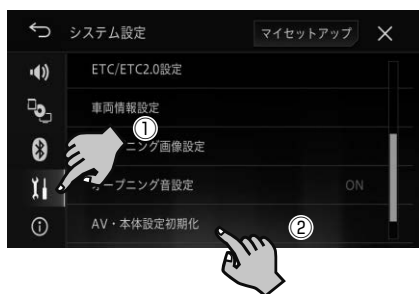 システム設定
マイセットアップ
ETC/ETC2.0設定
車両情報設定
①
ニング画像設定
ープニング音設定
ON
AV・本体設定初期化
②